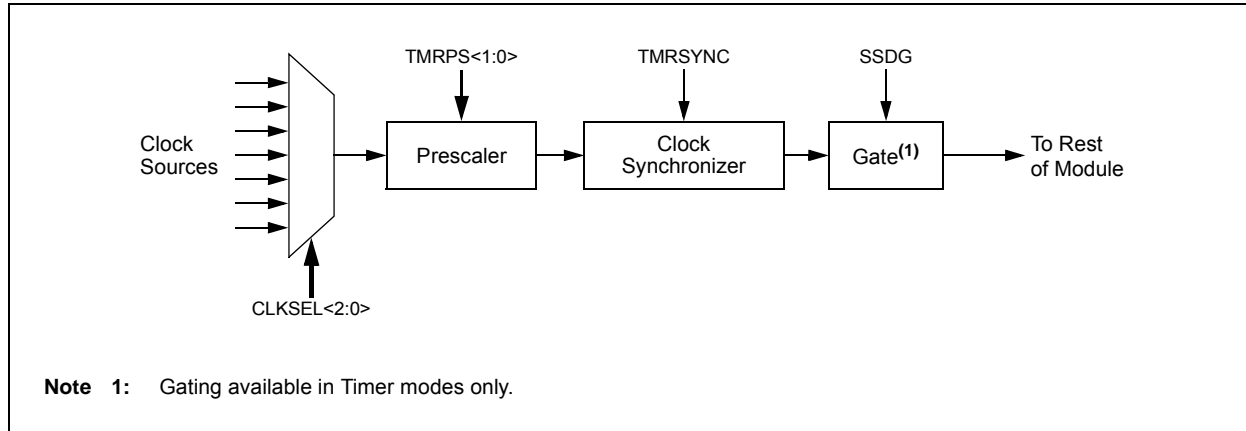 TMRPS<1:0>
TMRSYNC
SSDG
Clock
Sources
Prescaler
Clock
Synchronizer
Gate(1)
To Rest
of Module
CLKSEL<2:0>
Note 1: Gating available in Timer modes only.